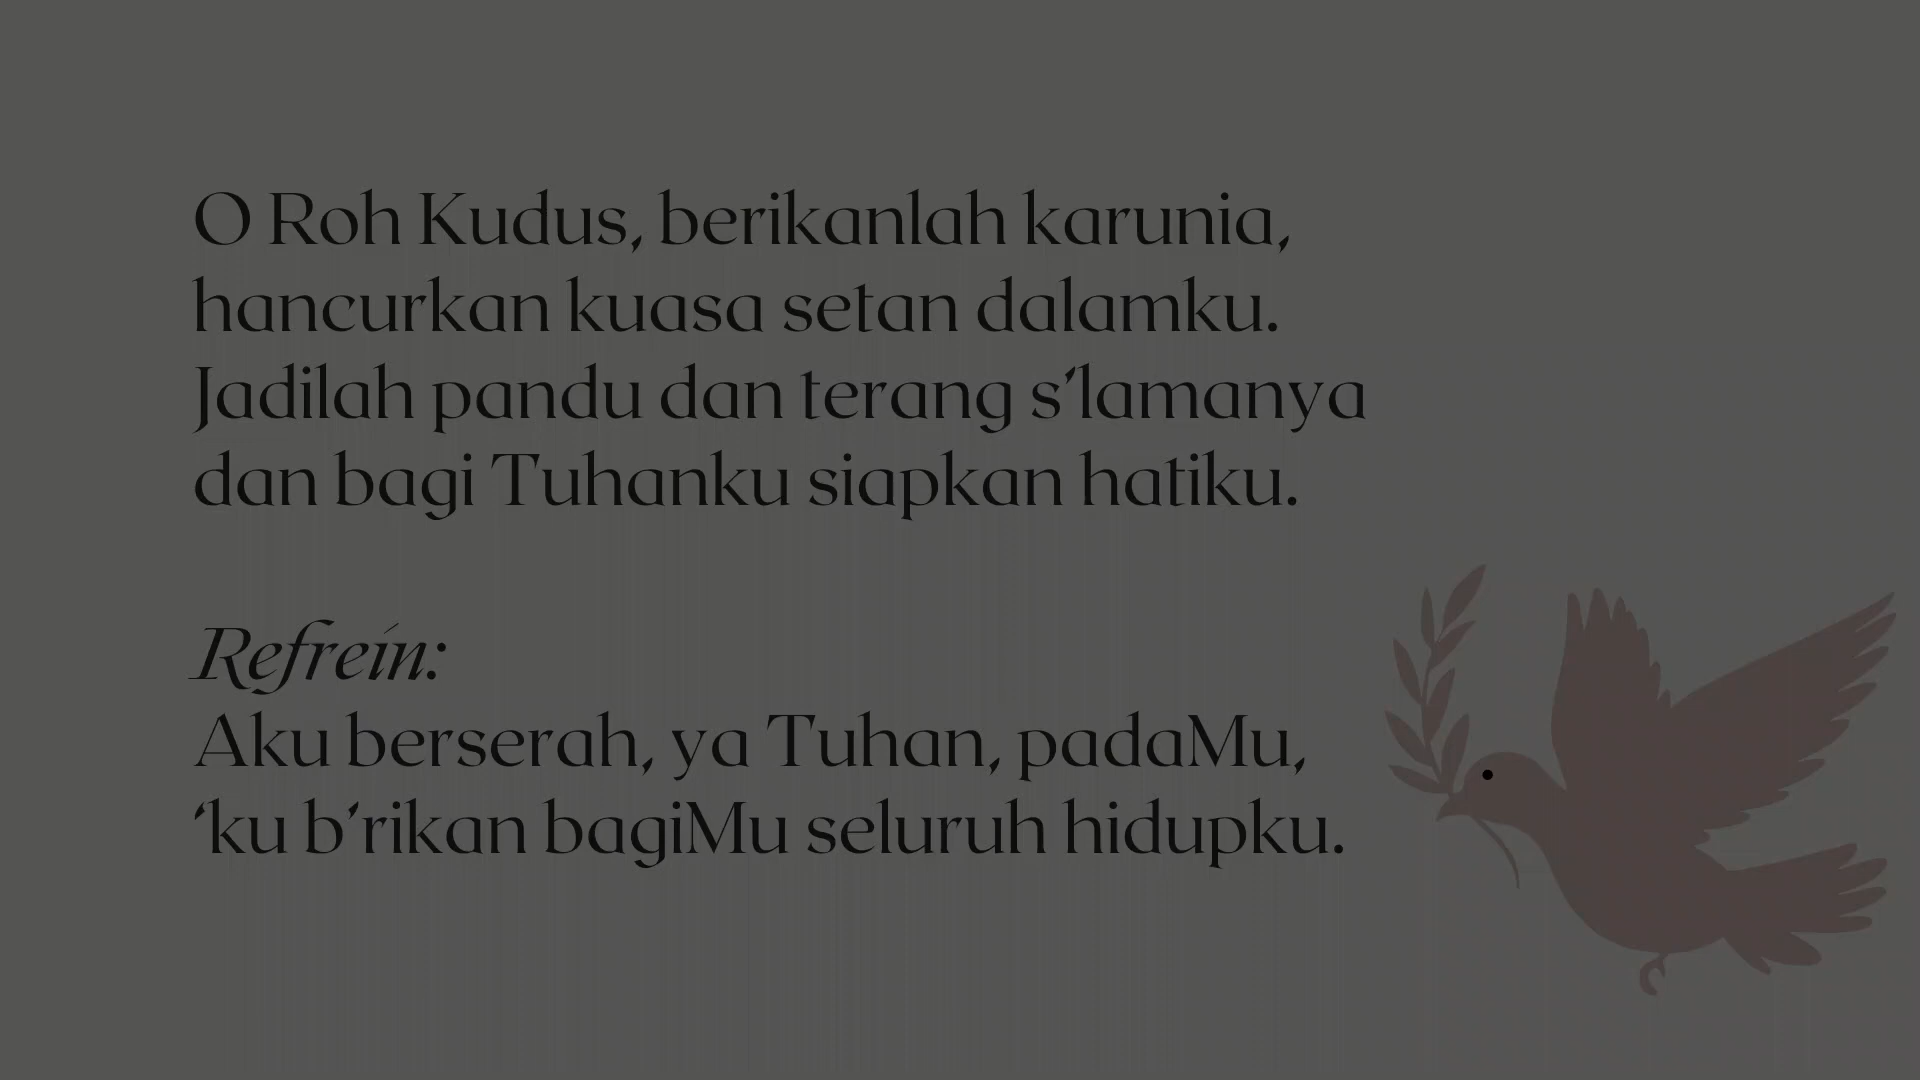 O Roh Kudus, berikanlah karunia,
hancurkan kuasa setan dalamku.
Jadilah pandu dan terang s’lamanya
dan bagi Tuhanku siapkan hatiku.
Refrein:
Aku berserah, ya Tuhan, padaMu,
‘ku b’rikan bagiMu seluruh hidupku.